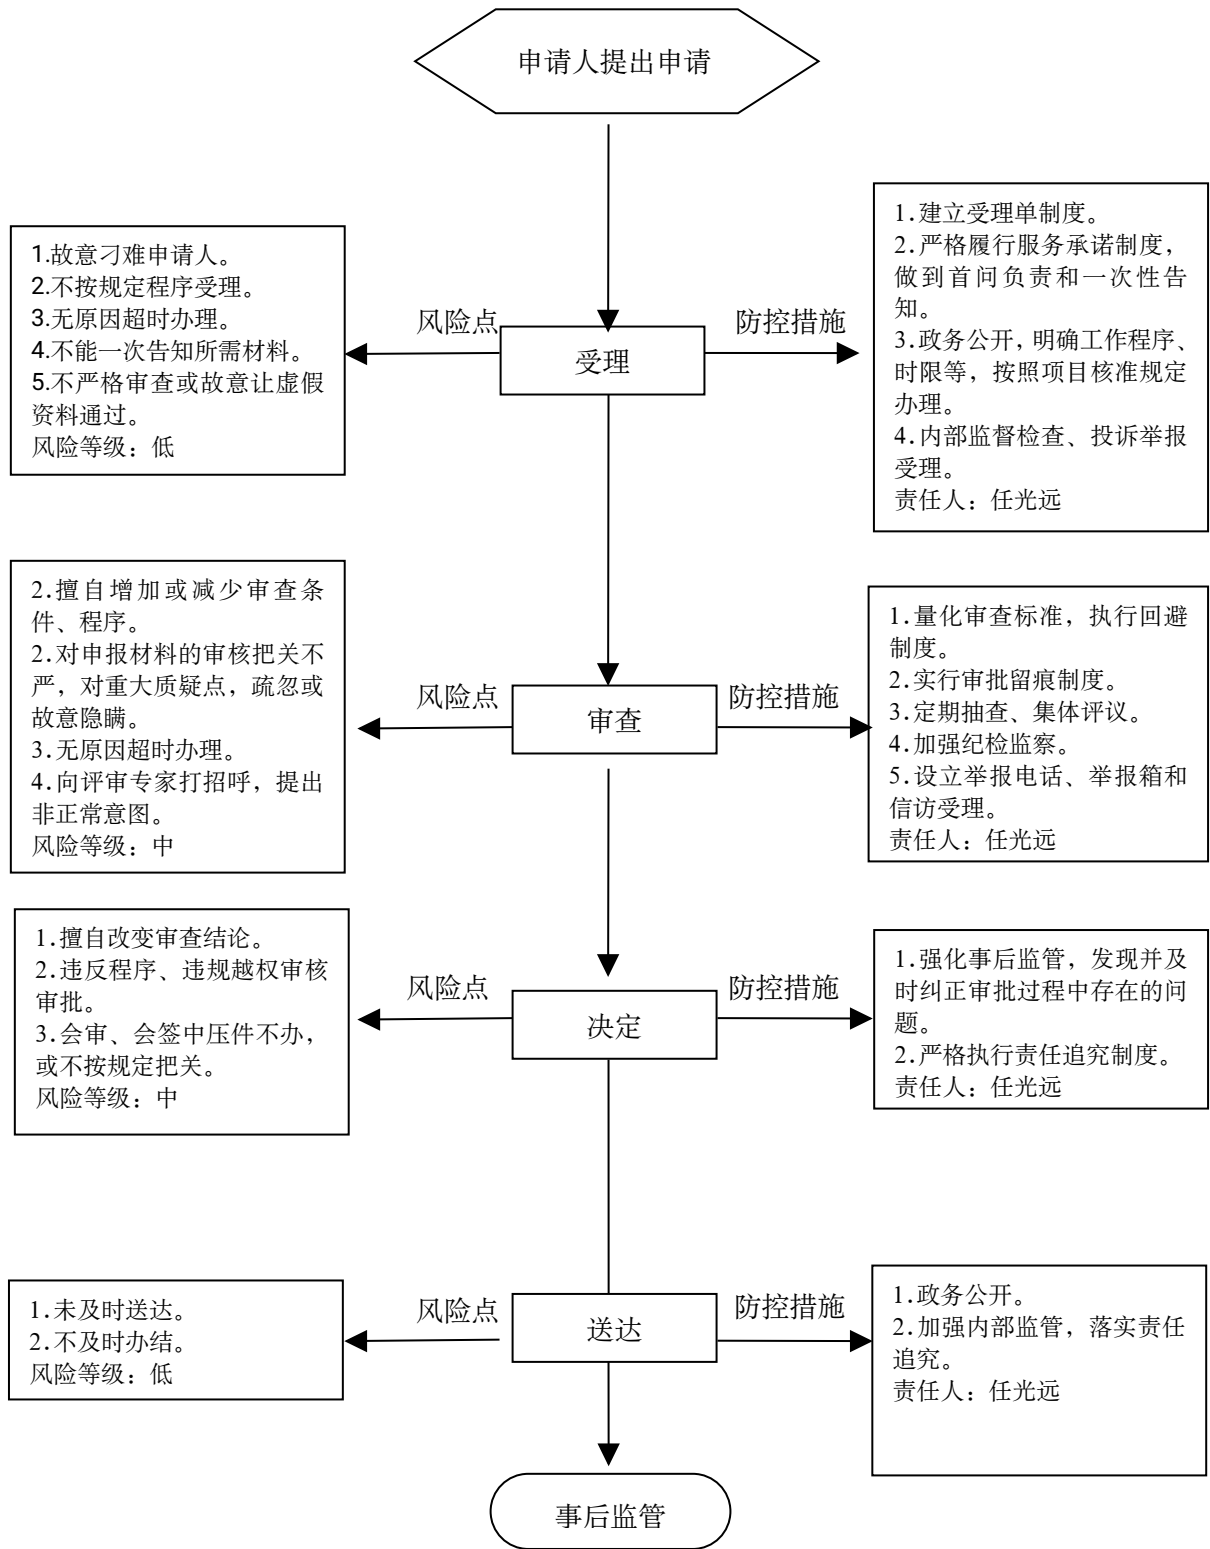 申请人提出申请
1.故意刁难申请人。
2.不按规定程序受理。
3.无原因超时办理。
4.不能一次告知所需材料。
5.不严格审查或故意让虚假
资料通过。
风险等级：低
风险点
受理
防控措施
1.建立受理单制度。
2.严格履行服务承诺制度，
做到首问负责和一次性告
知。
3.政务公开，明确工作程序、
时限等，按照项目核准规定
办理。
4.内部监督检查、投诉举报
受理。
责任人：任光远
2.擅自增加或减少审查条
件、程序。
2.对申报材料的审核把关不
严，对重大质疑点，疏忽或
故意隐瞒。
3.无原因超时办理。
4.向评审专家打招呼，提出
非正常意图。
风险等级：中
风险点
审查
防控措施
1.量化审查标准，执行回避
制度。
2.实行审批留痕制度。
3.定期抽查、集体评议。
4.加强纪检监察。
5.设立举报电话、举报箱和
信访受理。
责任人：任光远
1.擅自改变审查结论。
2.违反程序、违规越权审核
审批。
3.会审、会签中压件不办，
或不按规定把关。
风险等级：中
风险点
决定
防控措施
1.强化事后监管，发现并及
时纠正审批过程中存在的问
题。
2.严格执行责任追究制度。
责任人：任光远
1.未及时送达。
2.不及时办结。
风险等级：低
风险点
送达
防控措施
1.政务公开。
2.加强内部监管，落实责任
追究。
责任人：任光远
事后监管